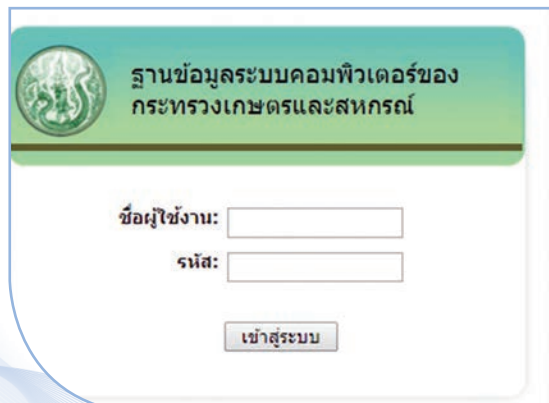 ฐานข้อมูลระบบคอมพิวเตอร์ของ
กระทรวงเกษตรและสหกรณ์
ชื่อผู้ใช้งาน:
รหัส:
เข้าสู่ระบบ